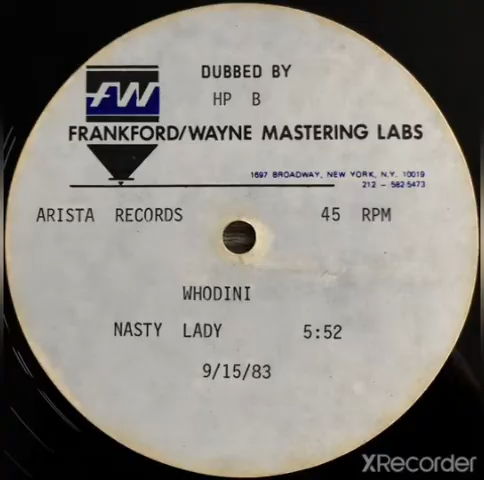 DUBBED BY
HP B
FW
FRANKFORD/WAYNE MASTERING LABS
1697 BROADWAY, NEW YORK, N.Y. 10019
212 - 582-5473
ARISTA RECORDS 45 RPM
WHODINI
NASTY LADY 5:52
9/15/83
XRecorder